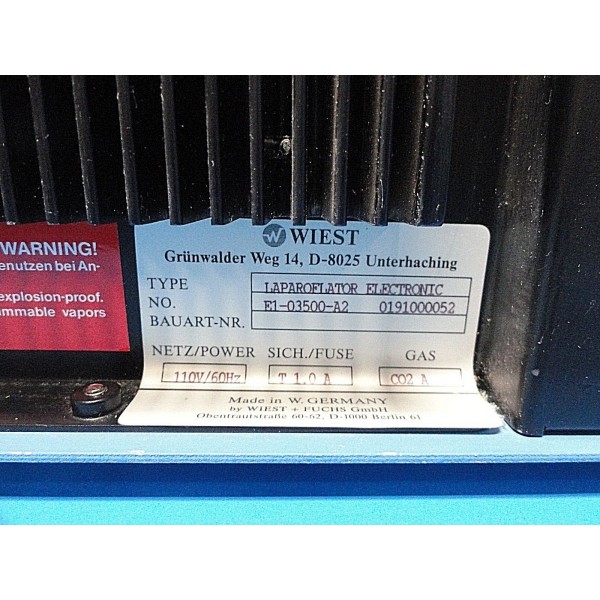 WARNING!
enutzen bei An-
explosion-proof.
mmable vapors
WIEST
Grünwalder Weg 14, D-8025 Unterhaching
TYPE LAPAROFLATOR ELECTRONIC
NO. E1-03500-A2 0191000052
BAUART-NR.
NETZ/POWER SICH./FUSE GAS
110V/60Hz T 1.0 A CO2 A
Made in W. GERMANY
by WIEST + FUCHS GmbH
Obentrautstraße 60-62, D-1000 Berlin 61